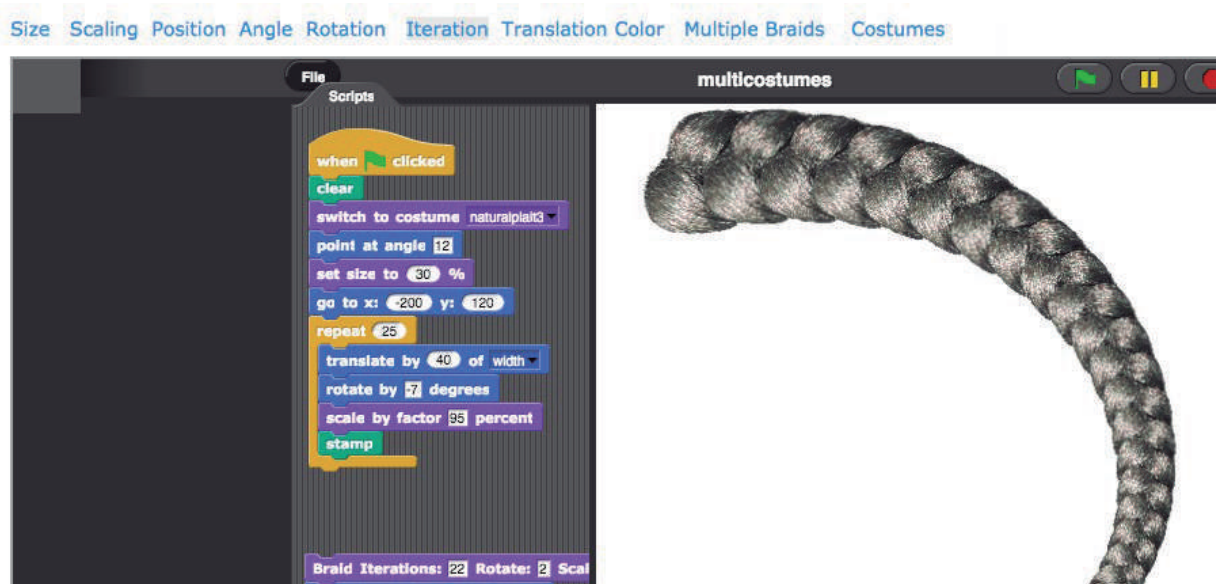 Size Scaling Position Angle Rotation Iteration Translation Color Multiple Braids Costumes
File
multicostumes
Scripts
when clicked
clear
switch to costume naturalplait3
point at angle 12
set size to 30 %
go to x: -200 y: 120
repeat 25
translate by 40 of width
rotate by -7 degrees
scale by factor 95 percent
stamp
Braid Iterations: 22 Rotate: 2 Scal